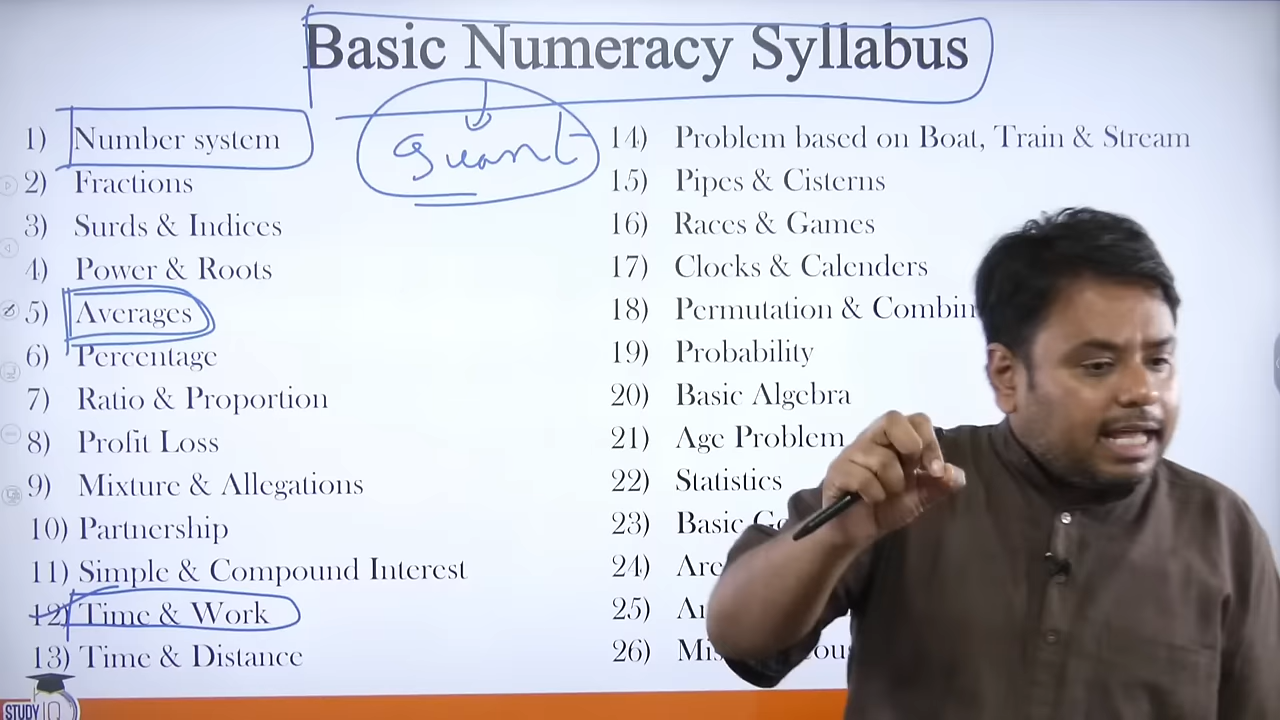 Basic Numeracy Syllabus
Quant
1) Number system
2) Fractions
3) Surds & Indices
4) Power & Roots
5) Averages
6) Percentage
7) Ratio & Proportion
8) Profit Loss
9) Mixture & Allegations
10) Partnership
11) Simple & Compound Interest
12) Time & Work
13) Time & Distance
14) Problem based on Boat, Train & Stream
15) Pipes & Cisterns
16) Races & Games
17) Clocks & Calenders
18) Permutation & Combin
19) Probability
20) Basic Algebra
21) Age Problem
22) Statistics
23) Basic
24)
25)
26)
STUDY IQ